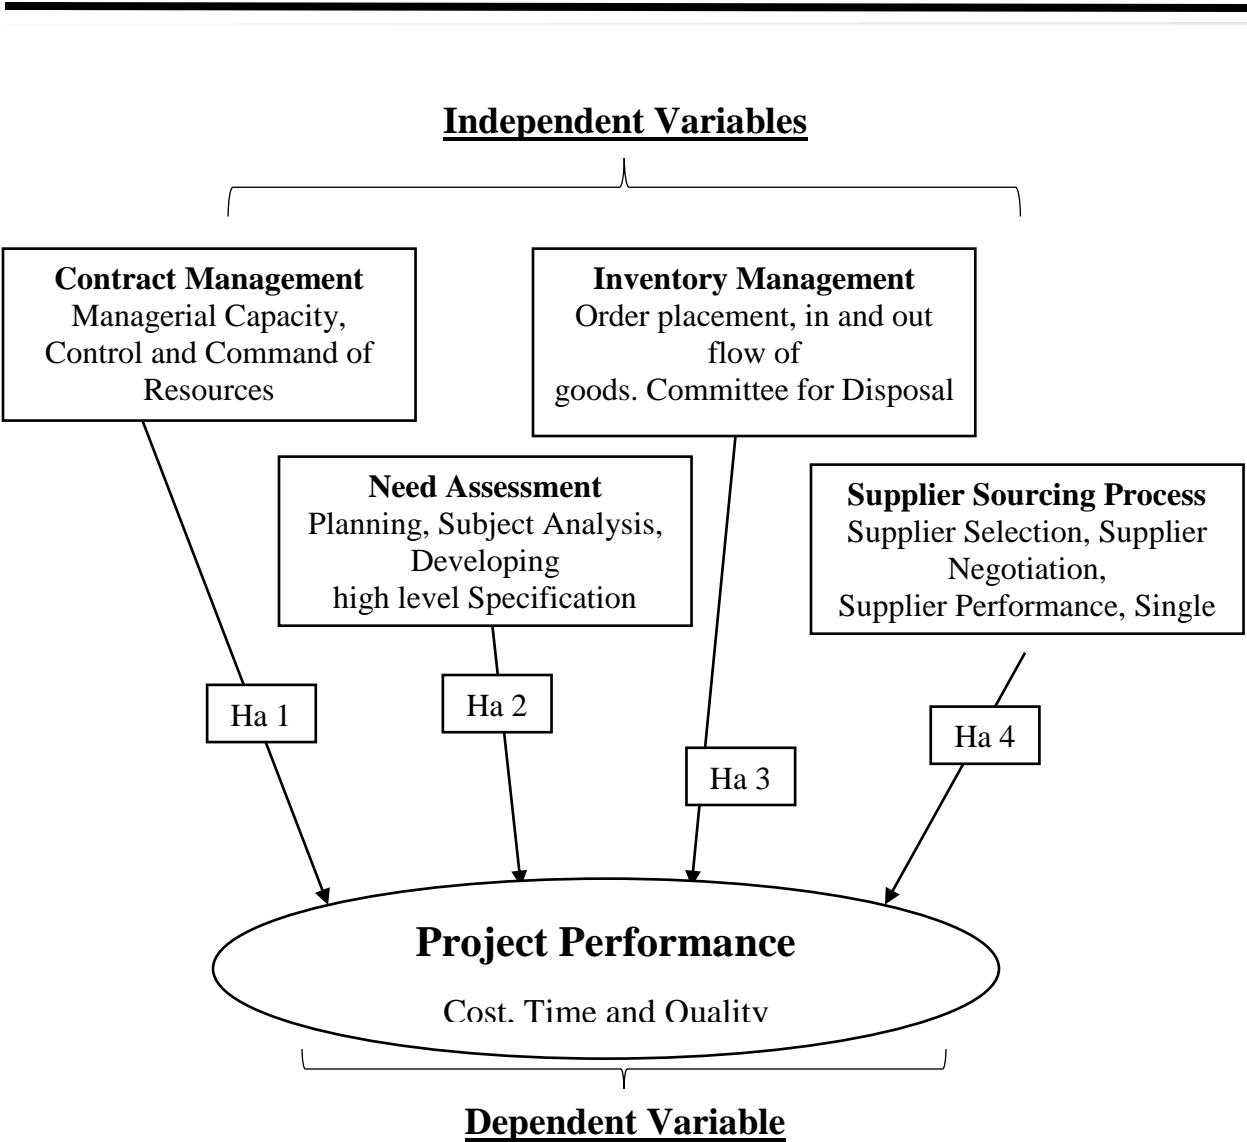 Independent Variables
Contract Management
Managerial Capacity,
Control and Command of
Resources
Inventory Management
Order placement, in and out
flow of
goods. Committee for Disposal
Need Assessment
Planning, Subject Analysis,
Developing
high level Specification
Supplier Sourcing Process
Supplier Selection, Supplier
Negotiation,
Supplier Performance, Single
Ha 1
Ha 2
Ha 3
Ha 4
Project Performance
Cost, Time and Quality
Dependent Variable